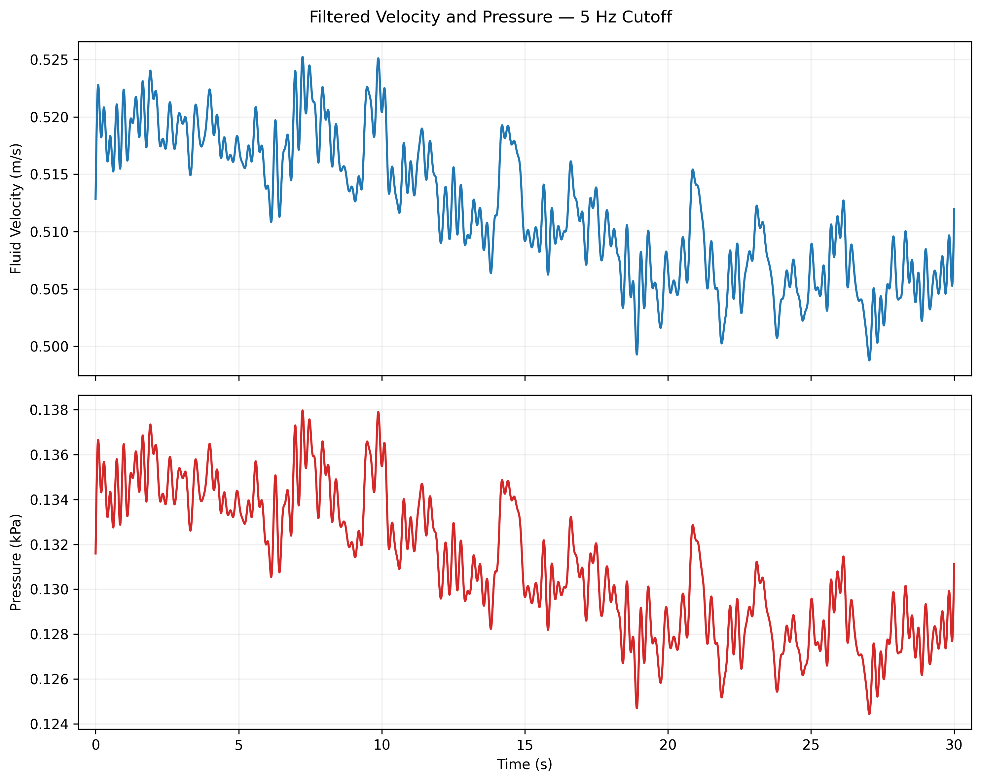 Filtered Velocity and Pressure — 5 Hz Cutoff
Fluid Velocity (m/s)
0.525
0.520
0.515
0.510
0.505
0.500
Pressure (kPa)
0.138
0.136
0.134
0.132
0.130
0.128
0.126
0.124
0 5 10 15 20 25 30
Time (s)